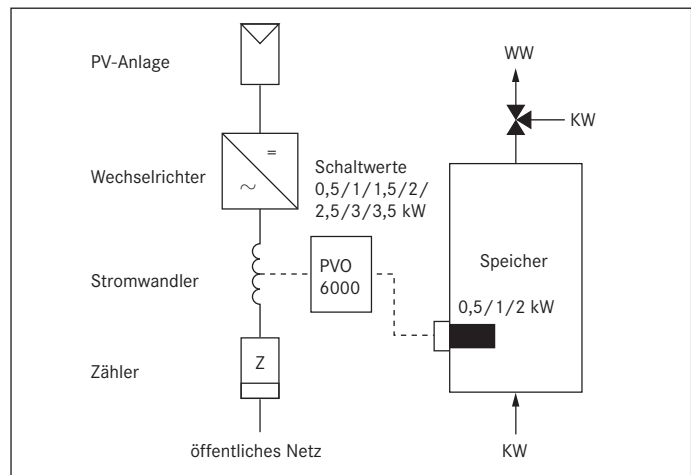 PV-Anlage
WW
KW
=
~
Wechselrichter
Schaltwerte
0,5/1/1,5/2/
2,5/3/3,5 kW
Stromwandler
PVO
6000
Speicher
0,5/1/2 kW
Zähler
Z
öffentliches Netz
KW